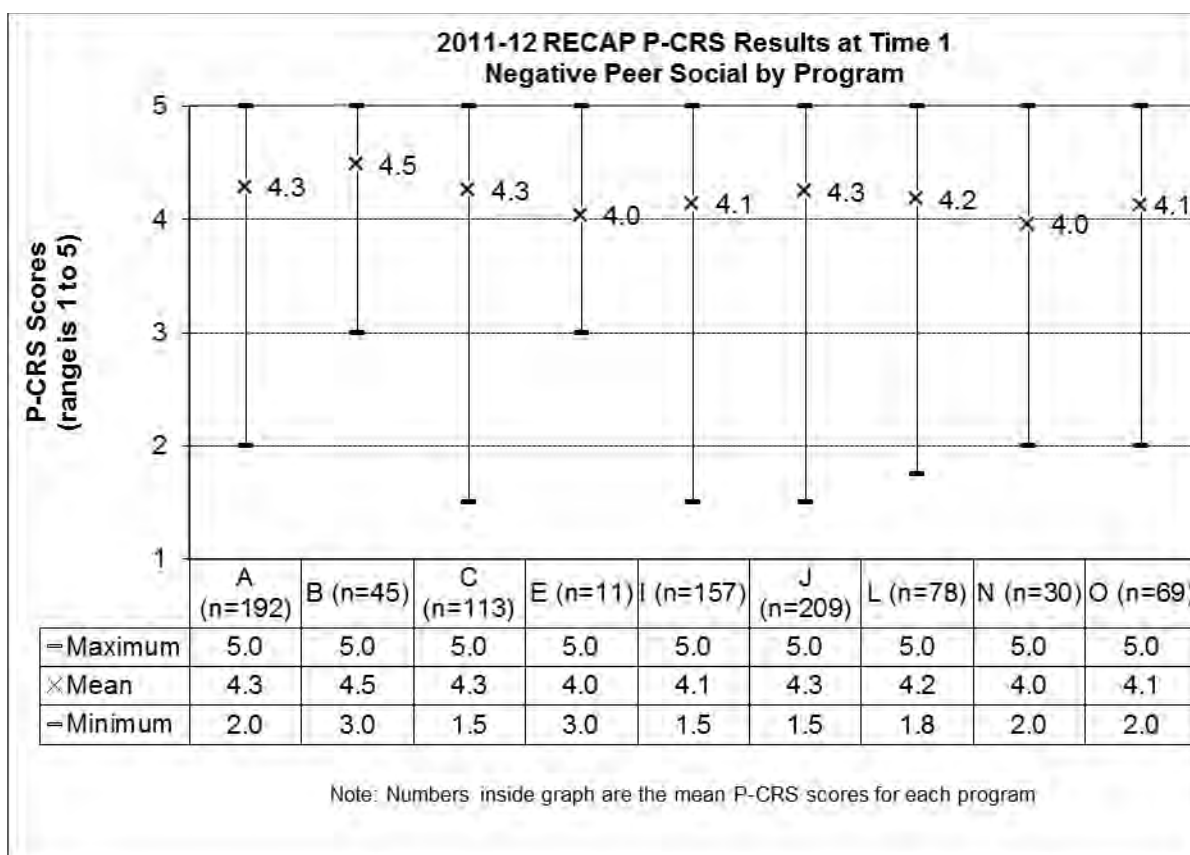 2011-12 RECAP P-CRS Results at Time 1
Negative Peer Social by Program
P-CRS Scores
(range is 1 to 5)
5
4
3
2
1
4.3
4.5
4.3
4.0
4.1
4.3
4.2
4.0
4.1
A (n=192) B (n=45) C (n=113) E (n=11) I (n=157) J (n=209) L (n=78) N (n=30) O (n=69)
Maximum 5.0 5.0 5.0 5.0 5.0 5.0 5.0 5.0 5.0
Mean 4.3 4.5 4.3 4.0 4.1 4.3 4.2 4.0 4.1
Minimum 2.0 3.0 1.5 3.0 1.5 1.5 1.8 2.0 2.0
Note: Numbers inside graph are the mean P-CRS scores for each program